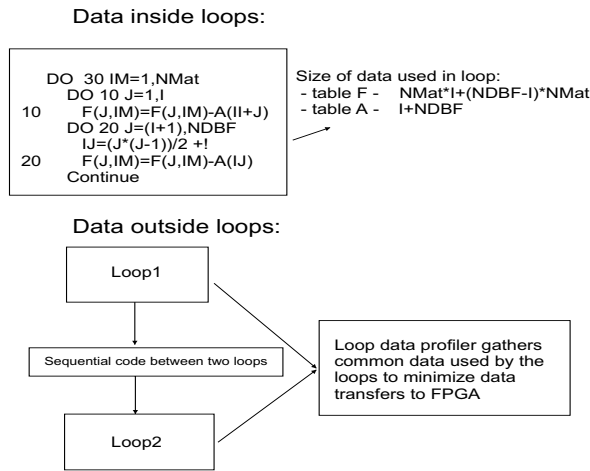 Data inside loops:
DO 30 IM=1,NMat
DO 10 J=1,I
10 F(J,IM)=F(J,IM)-A(II+J)
DO 20 J=(I+1),NDBF
IJ=(J*(J-1))/2 +!
20 F(J,IM)=F(J,IM)-A(IJ)
Continue
Size of data used in loop:
- table F - NMat*I+(NDBF-I)*NMat
- table A - I+NDBF
Data outside loops:
Loop1
Sequential code between two loops
Loop2
Loop data profiler gathers
common data used by the
loops to minimize data
transfers to FPGA